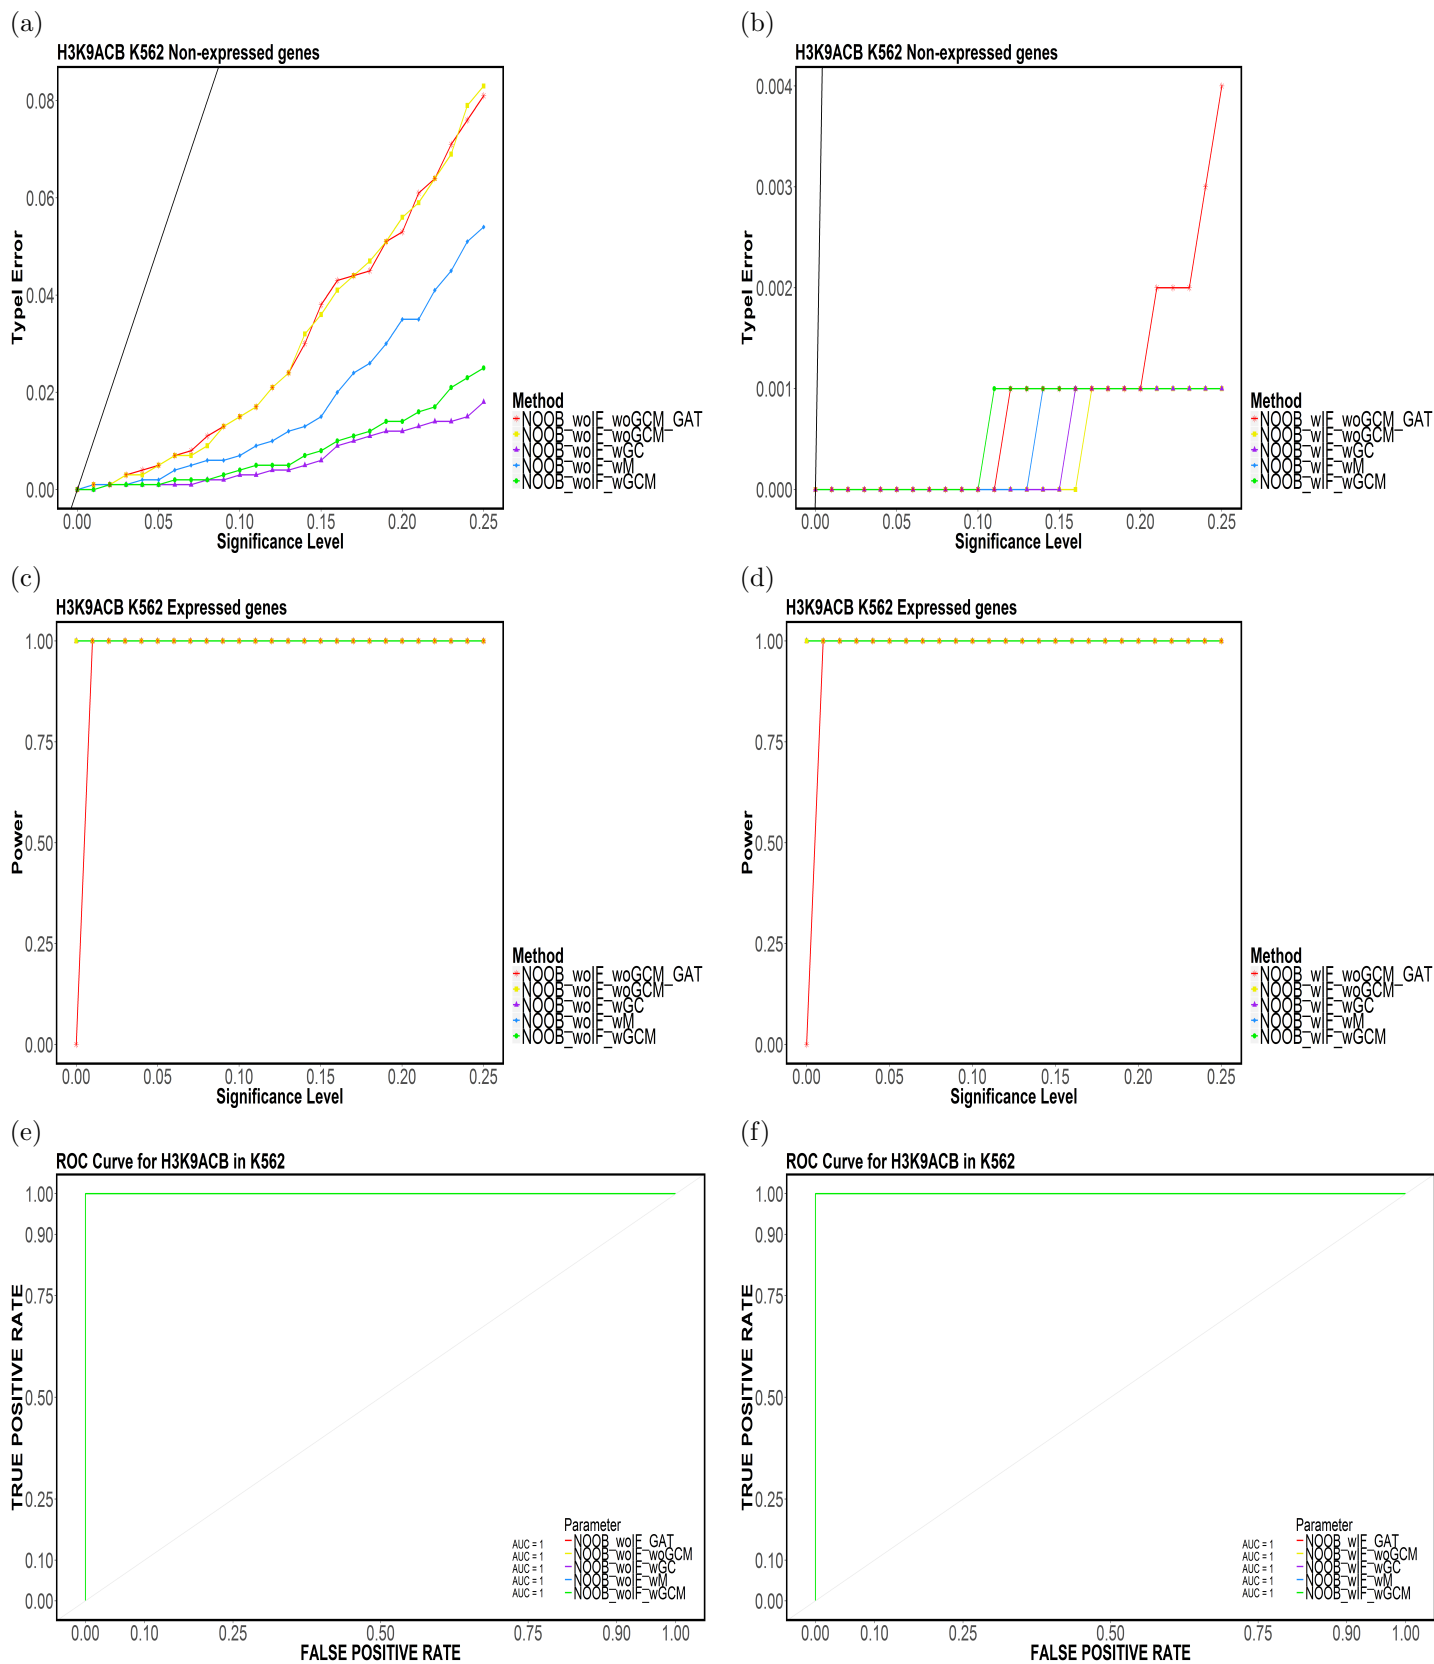 (a)
H3K9ACB K562 Non-expressed genes
TypeI Error
0.08
0.06
0.04
0.02
0.00
0.00 0.05 0.10 0.15 0.20 0.25
Significance Level
Method
NOOB_woIF_woGCM_GAT
NOOB_woIF_woGCM
NOOB_woIF_wGC
NOOB_woIF_wM
NOOB_woIF_wGCM
(b)
H3K9ACB K562 Non-expressed genes
TypeI Error
0.004
0.003
0.002
0.001
0.000
0.00 0.05 0.10 0.15 0.20 0.25
Significance Level
Method
NOOB_wIF_woGCM_GAT
NOOB_wIF_woGCM
NOOB_wIF_wGC
NOOB_wIF_wM
NOOB_wIF_wGCM
(c)
H3K9ACB K562 Expressed genes
Power
1.00
0.75
0.50
0.25
0.00
0.00 0.05 0.10 0.15 0.20 0.25
Significance Level
Method
NOOB_woIF_woGCM_GAT
NOOB_woIF_woGCM
NOOB_woIF_wGC
NOOB_woIF_wM
NOOB_woIF_wGCM
(d)
H3K9ACB K562 Expressed genes
Power
1.00
0.75
0.50
0.25
0.00
0.00 0.05 0.10 0.15 0.20 0.25
Significance Level
Method
NOOB_wIF_woGCM_GAT
NOOB_wIF_woGCM
NOOB_wIF_wGC
NOOB_wIF_wM
NOOB_wIF_wGCM
(e)
ROC Curve for H3K9ACB in K562
TRUE POSITIVE RATE
1.00
0.90
0.75
0.50
0.25
0.10
0.00
0.00 0.10 0.25 0.50 0.75 0.90 1.00
FALSE POSITIVE RATE
Parameter
AUC = 1 NOOB_woIF_GAT
AUC = 1 NOOB_woIF_woGCM
AUC = 1 NOOB_woIF_wGC
AUC = 1 NOOB_woIF_wM
AUC = 1 NOOB_woIF_wGCM
(f)
ROC Curve for H3K9ACB in K562
TRUE POSITIVE RATE
1.00
0.90
0.75
0.50
0.25
0.10
0.00
0.00 0.10 0.25 0.50 0.75 0.90 1.00
FALSE POSITIVE RATE
Parameter
AUC = 1 NOOB_wIF_GAT
AUC = 1 NOOB_wIF_woGCM
AUC = 1 NOOB_wIF_wGC
AUC = 1 NOOB_wIF_wM
AUC = 1 NOOB_wIF_wGCM